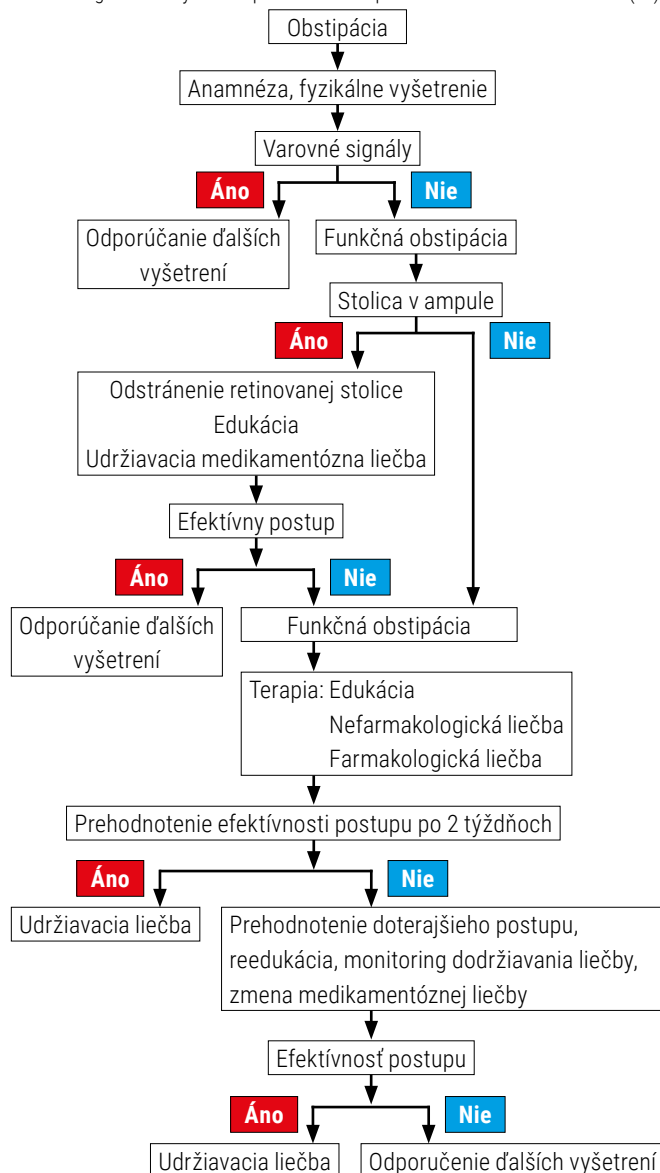 Obstipácia
Anamnéza, fyzikálne vyšetrenie
Varovné signály
Áno
Nie
Odporúčanie ďalších
vyšetrení
Funkčná obstipácia
Stolica v ampule
Áno
Nie
Odstránenie retinovanej stolice
Edukácia
Udržiavacia medikamentózna liečba
Efektívny postup
Áno
Nie
Odporúčanie ďalších
vyšetrení
Funkčná obstipácia
Terapia: Edukácia
Nefarmakologická liečba
Farmakologická liečba
Prehodnotenie efektívnosti postupu po 2 týždňoch
Áno
Nie
Udržiavacia liečba
Prehodnotenie doterajšieho postupu,
reedukácia, monitoring dodržiavania liečby,
zmena medikamentóznej liečby
Efektívnosť postupu
Áno
Nie
Udržiavacia liečba
Odporučenie ďalších vyšetrení